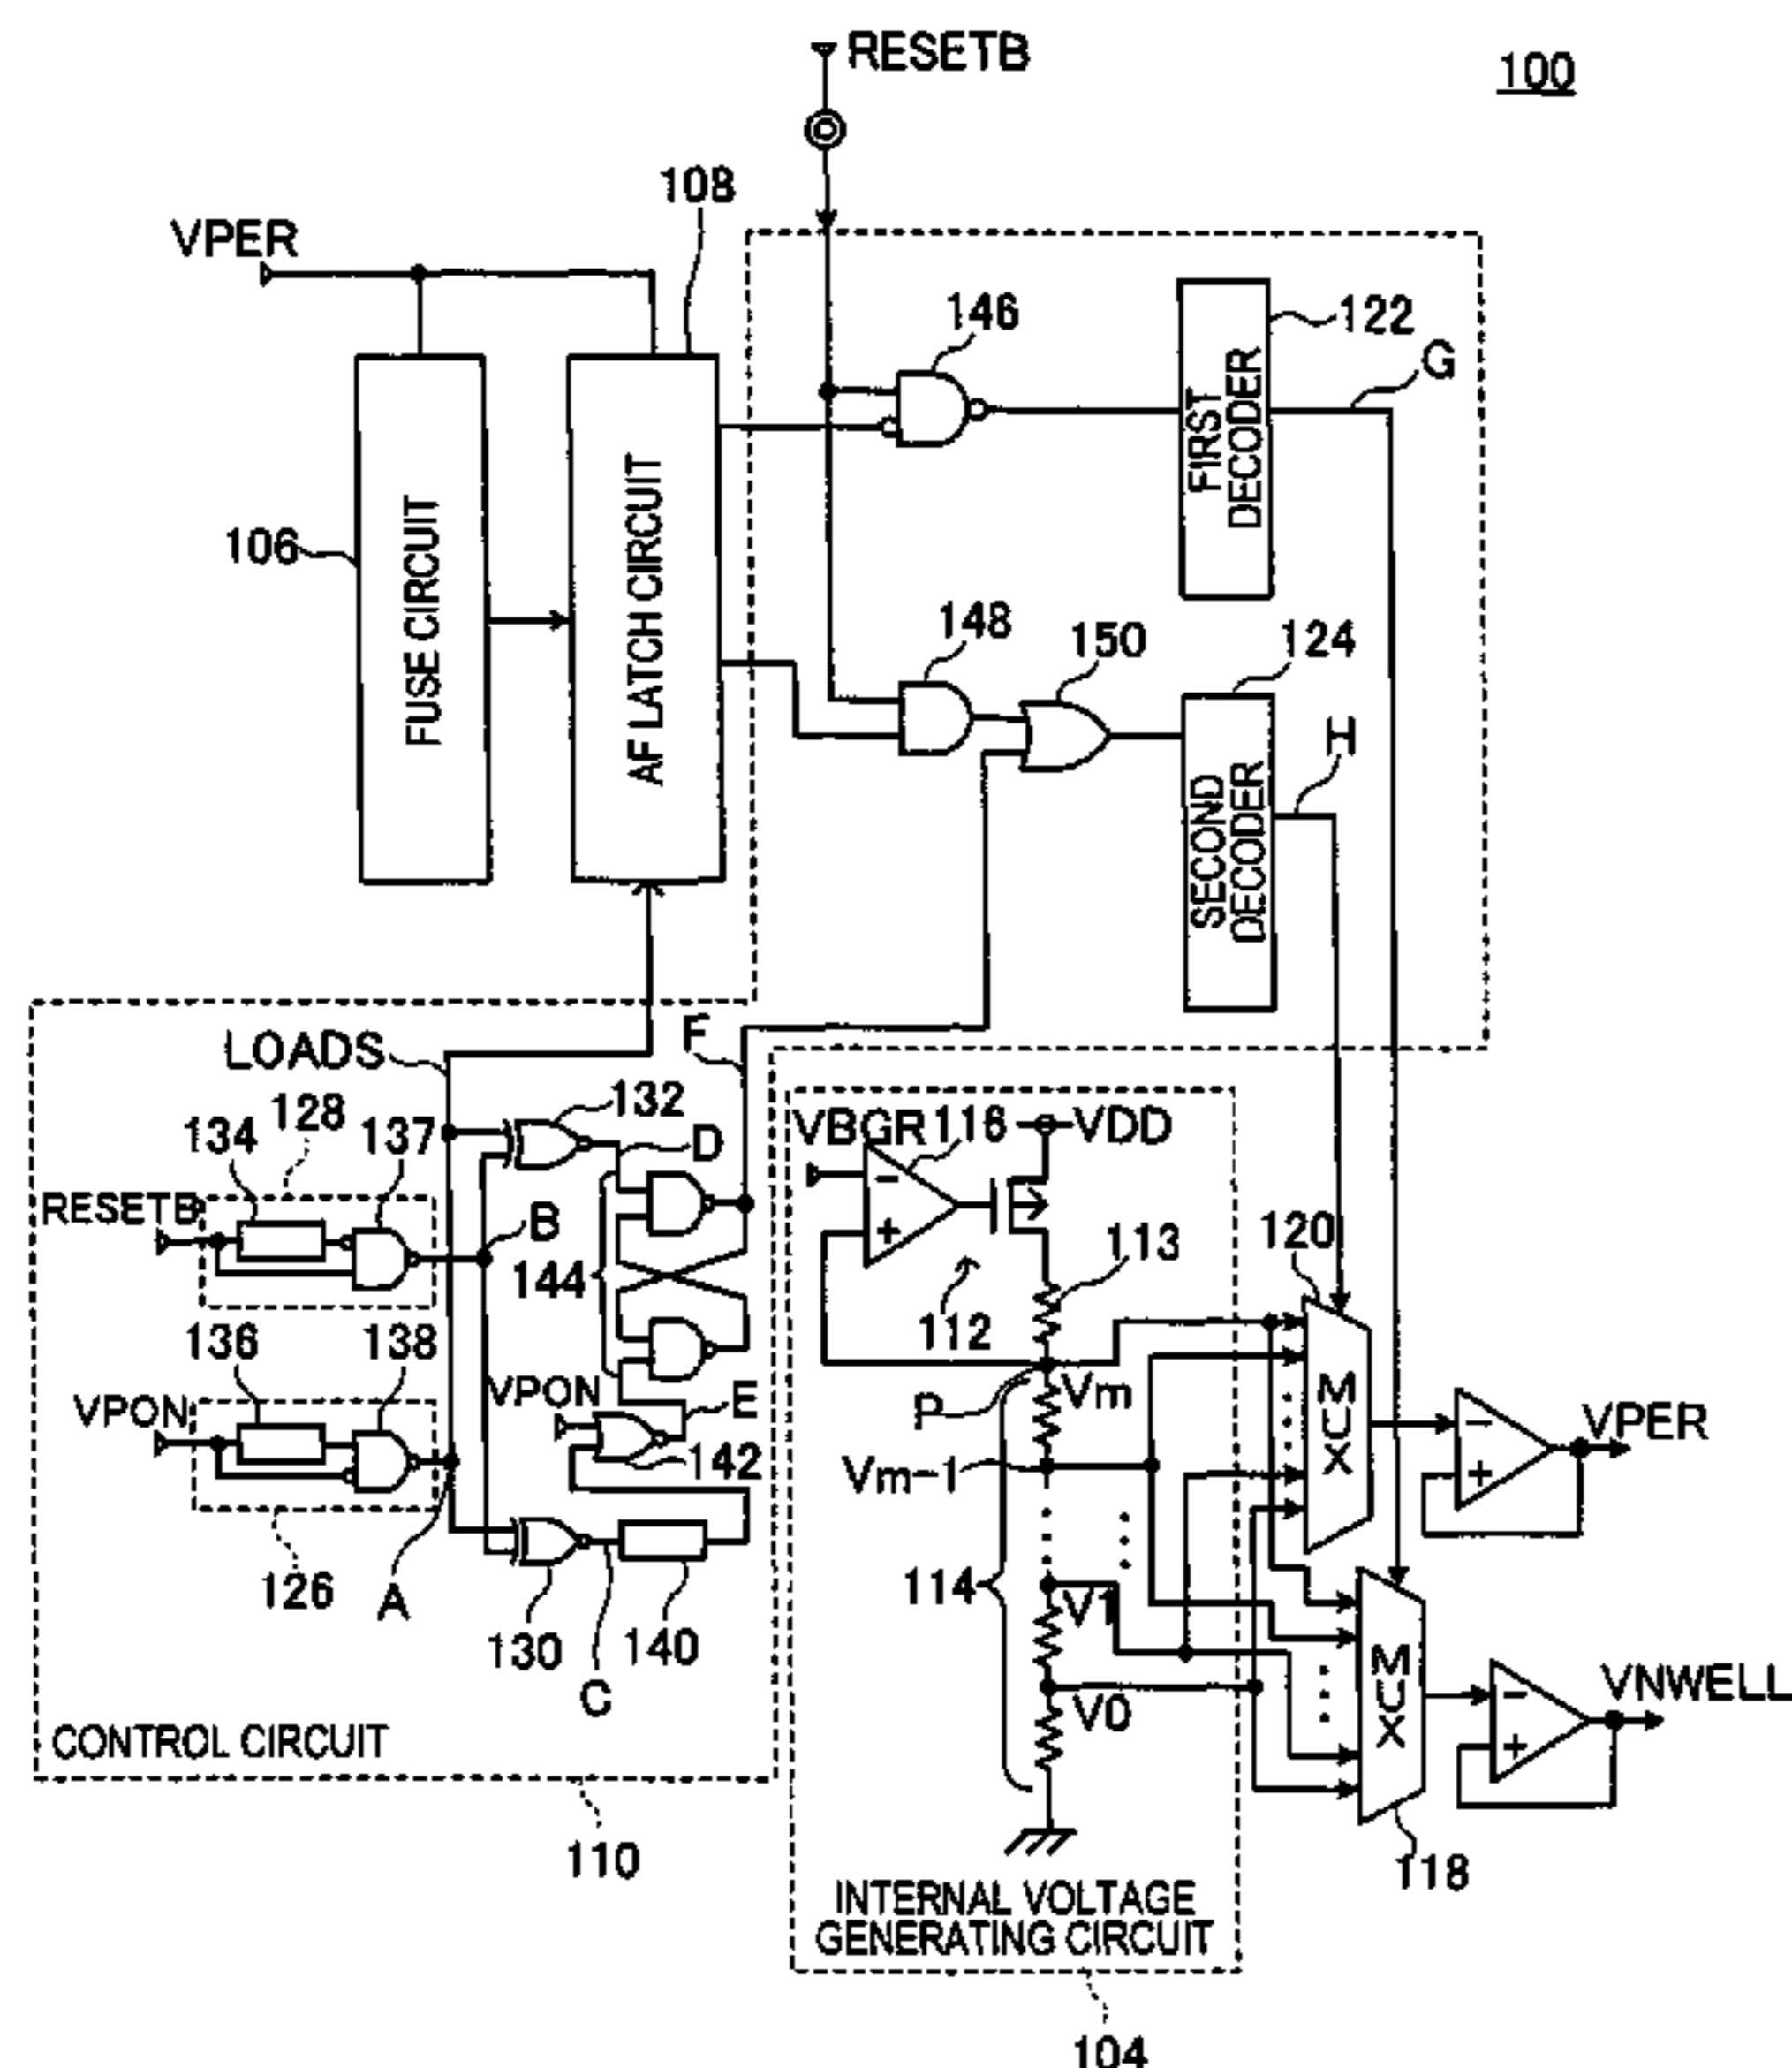 RESETB
100
108
VPER
146
122
G
FIRST
DECODER
106
FUSE CIRCUIT
AF LATCH CIRCUIT
148
150
124
H
SECOND
DECODER
LOADS
F
128
132
134
137
D
VBGR
116
VDD
RESETB
B
113
120
144
112
136
138
VPON
VPON
E
P
Vm
MUX
VPER
142
Vm-1
126
A
130
140
C
114
V1
MUX
VNWELL
V0
CONTROL CIRCUIT
110
118
INTERNAL VOLTAGE
GENERATING CIRCUIT
104